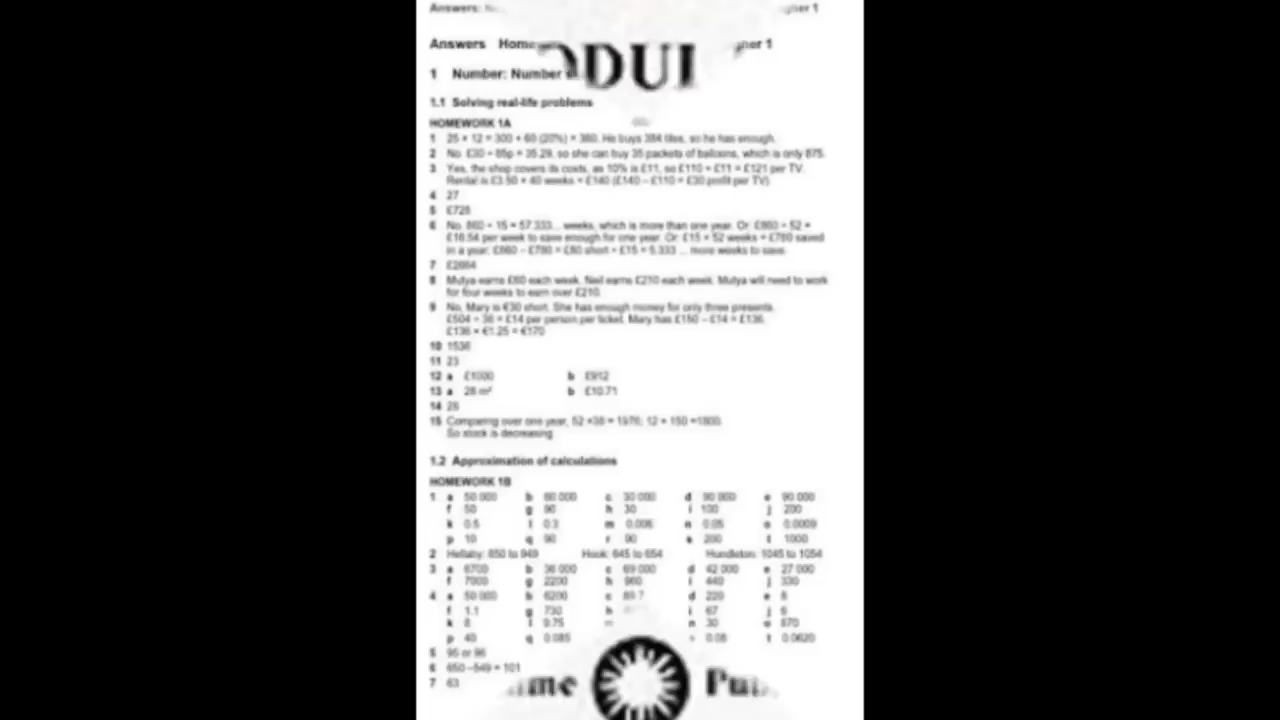 Answers:
Answers Home
1 Number: Number
1.1 Solving real-life problems
HOMEWORK 1A
1 25 × 12 = 300 + 60 (20%) = 360. He buys 384 tiles, so he has enough.
2 No. £30 ÷ 85p = 35.29, so she can buy 35 packets of balloons, which is only 875.
3 Yes, the shop covers its costs, as 10% is £11, so £110 + £11 = £121 per TV.
Rental is £3.50 × 40 weeks = £140 (£140 – £110 = £30 profit per TV)
4 27
5 £728
6 No. 860 ÷ 15 = 57.333... weeks, which is more than one year. Or: £860 ÷ 52 =
£16.54 per week to save enough for one year. Or: £15 × 52 weeks = £780 saved
in a year; £860 – £780 = £80 short ÷ £15 = 5.333 ... more weeks to save.
7
8 Mutya earns £60 each week. Neil earns £210 each week. Mutya will need to work
for four weeks to earn over £210.
9 No, Mary is €30 short. She has enough money for only three presents.
£504 ÷ 36 = £14 per person per ticket. Mary has £150 – £14 = £136.
£136 × €1.25 = €170
10 1536
11 23
12 a £1000 b £912
13 a 28 m² b £10.71
14 28
15 Comparing over one year, 52 ×38 = 1976; 12 × 150 =1800.
So stock is decreasing
1.2 Approximation of calculations
HOMEWORK 1B
1 a 50 000 b 60 000 c 30 000 d 90 000 e 90 000
f 50 g 90 h 30 i 100 j 200
k 0.5 l 0.3 m 0.006 n 0.05 o 0.0009
p 10 q 90 r 90 s 200 t 1000
2 Hellaby: 850 to 949 Hook: 645 to 654 Hundleton: 1045 to 1054
3 a 6700 b 36 000 c 69 000 d 42 000 e 27 000
f 7000 g 2200 h 960 i 440 j 330
4 a 50 000 b 6200 c 89.7 d 220 e 8
f 1.1 g 730 h i 67 j 6
k 8 l 9.75 n 30 o 870
p 40 q 0.085 0.08 t 0.0620
5 95 or 96
6 650 –549 = 101
7 63